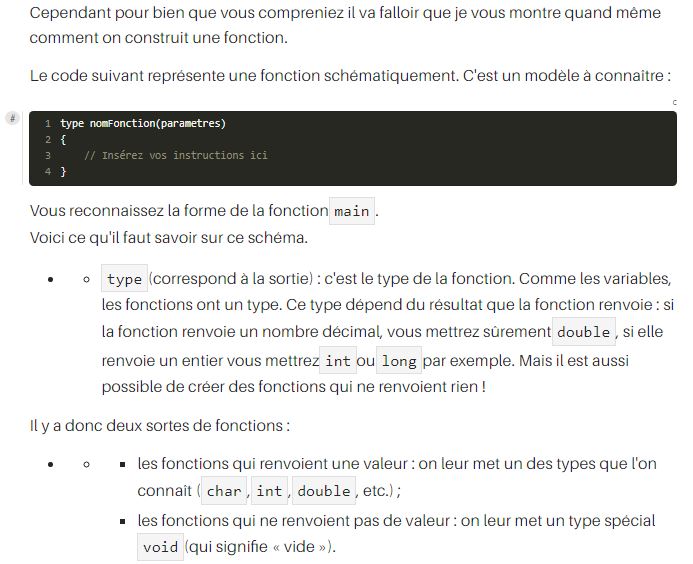 Cependant pour bien que vous compreniez il va falloir que je vous montre quand même
comment on construit une fonction.
Le code suivant représente une fonction schématiquement. C'est un modèle à connaître :
c
#
1 type nomFonction(parametres)
2 {
3 // Insérez vos instructions ici
4 }
Vous reconnaissez la forme de la fonction main .
Voici ce qu'il faut savoir sur ce schéma.
type (correspond à la sortie) : c'est le type de la fonction. Comme les variables,
les fonctions ont un type. Ce type dépend du résultat que la fonction renvoie : si
la fonction renvoie un nombre décimal, vous mettrez sûrement double , si elle
renvoie un entier vous mettrez int ou long par exemple. Mais il est aussi
possible de créer des fonctions qui ne renvoient rien !
Il y a donc deux sortes de fonctions :
les fonctions qui renvoient une valeur : on leur met un des types que l'on
connaît ( char , int , double , etc.) ;
les fonctions qui ne renvoient pas de valeur : on leur met un type spécial
void (qui signifie « vide »).